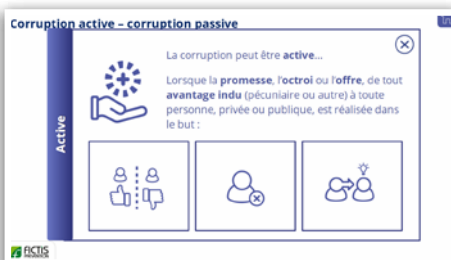 Corruption active – corruption passive
La corruption peut être active...
Lorsque la promesse, l'octroi ou l'offre, de tout
avantage indu (pécuniaire ou autre) à toute
personne, privée ou publique, est réalisée dans
le but :
Active
FICTIS